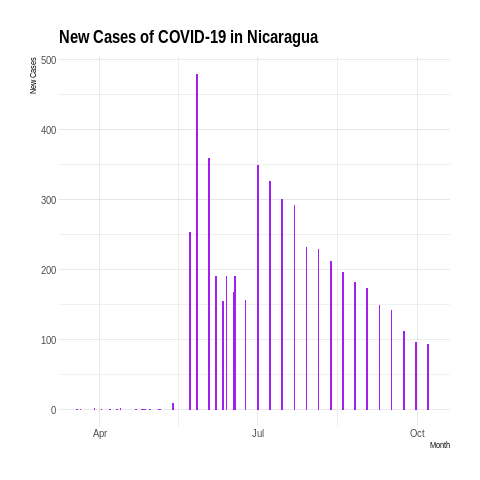 New Cases of COVID-19 in Nicaragua
New Cases
500
400
300
200
100
0
Apr
Jul
Oct
Month